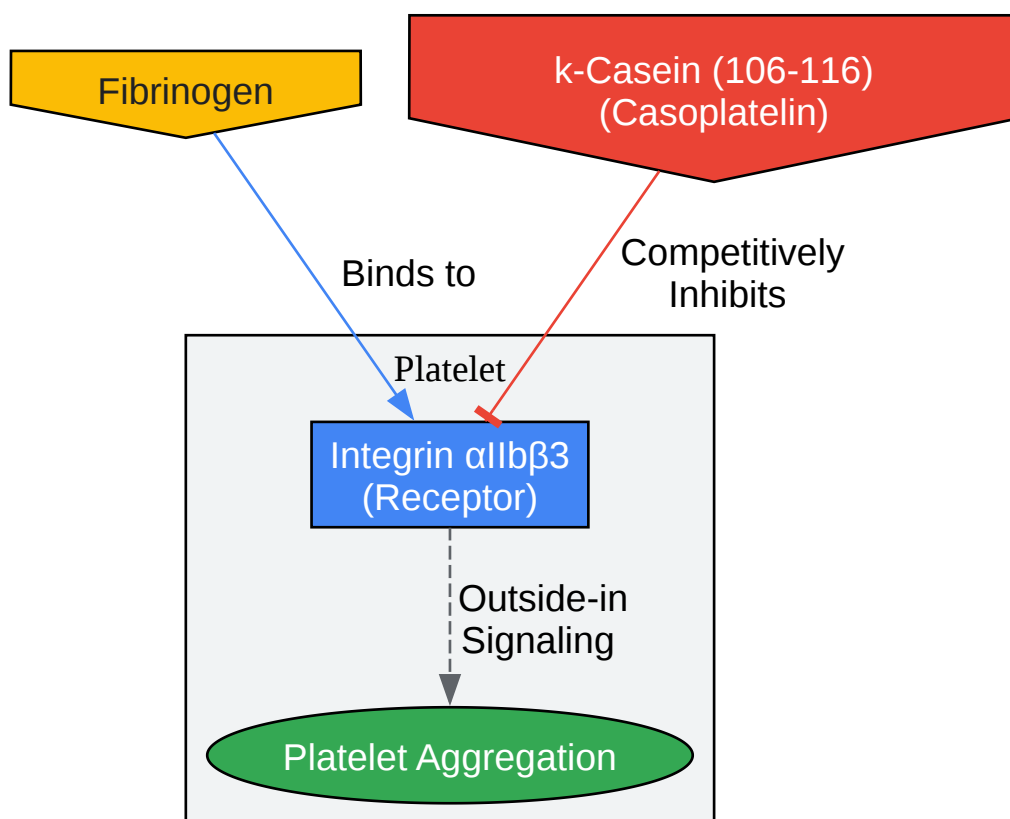 Fibrinogen
k-Casein (106-116)
(Casoplatelin)
Binds to
Competitively
Inhibits
Platelet
Integrin αIIbβ3
(Receptor)
Outside-in
Signaling
Platelet Aggregation